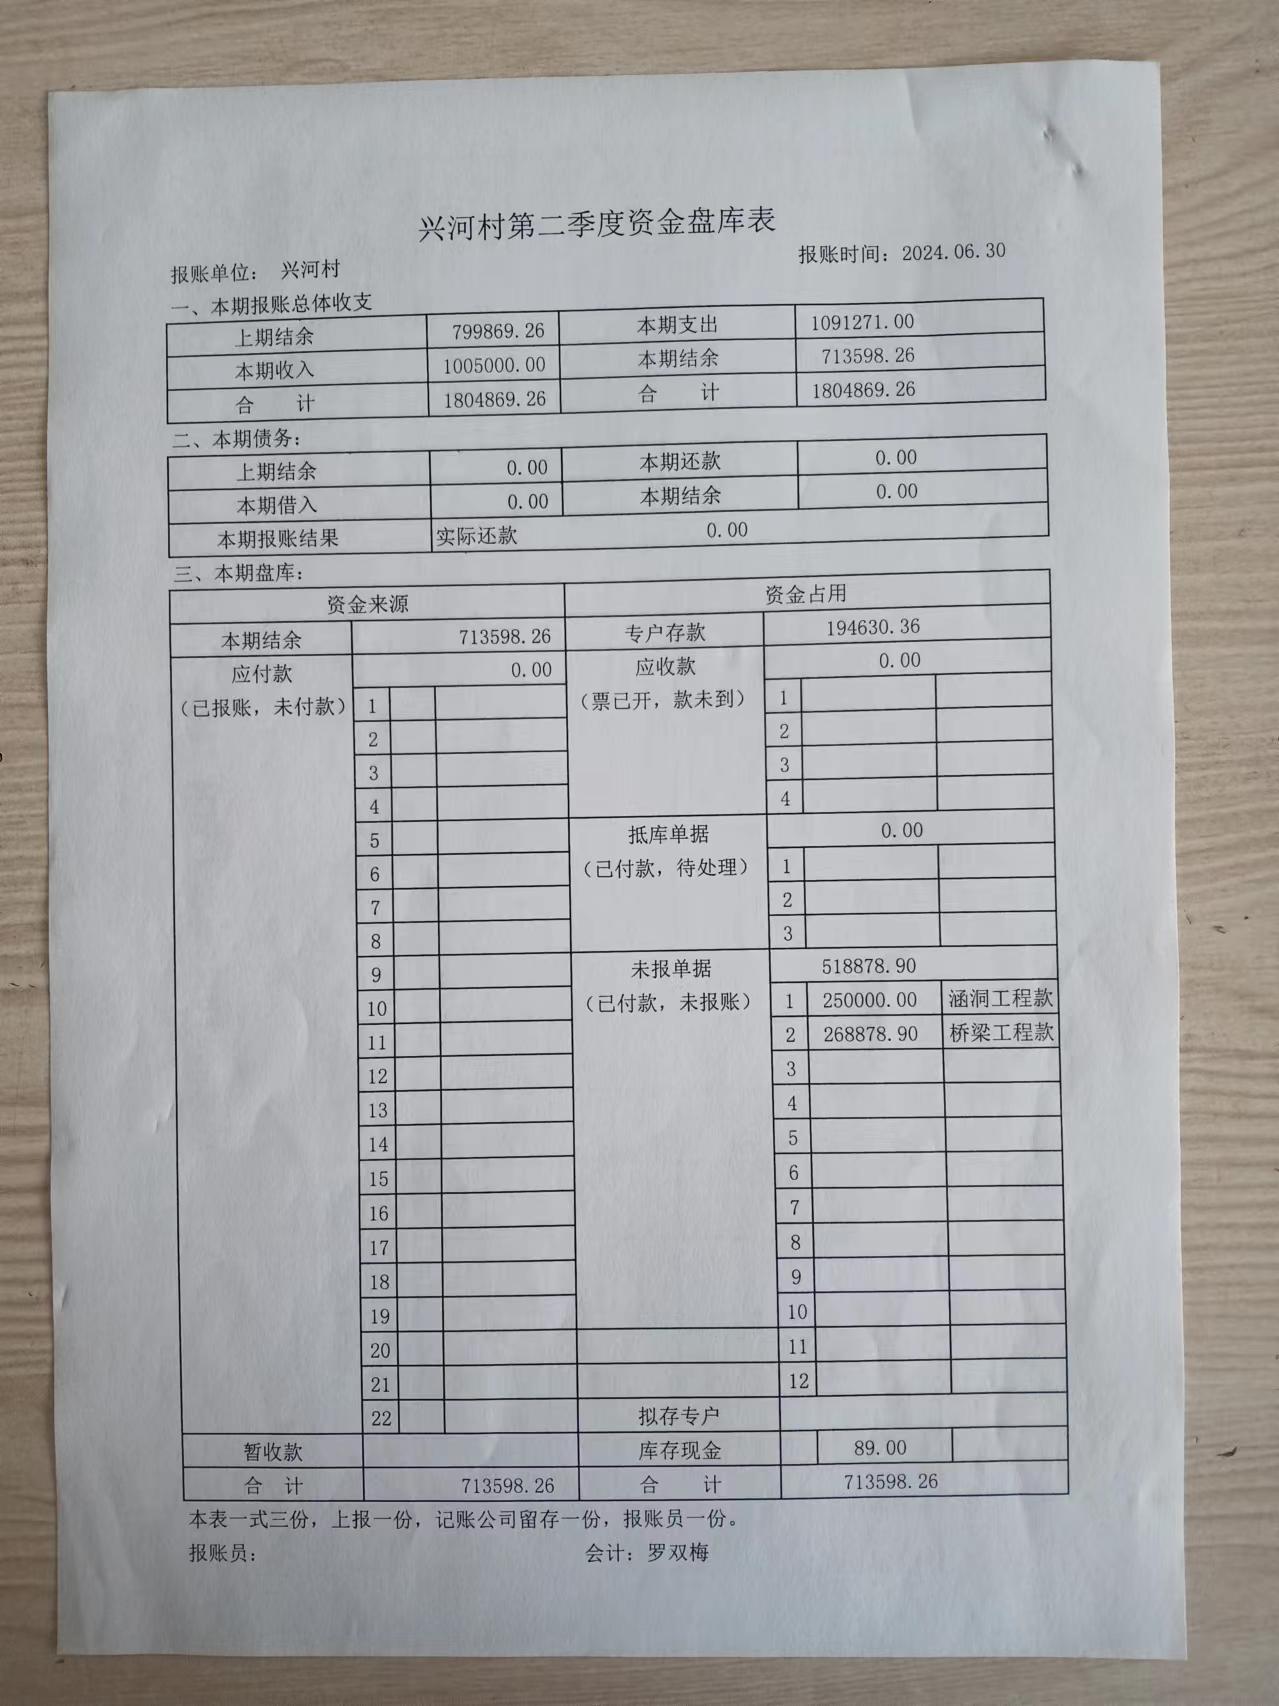 兴河村第二季度资金盘库表
报账单位： 兴河村 报账时间：2024.06.30
一、本期报账总体收支
上期结余 799869.26 本期支出 1091271.00
本期收入 1005000.00 本期结余 713598.26
合 计 1804869.26 合 计 1804869.26
二、本期债务：
上期结余 0.00 本期还款 0.00
本期借入 0.00 本期结余 0.00
本期报账结果 实际还款 0.00
三、本期盘库：
资金来源 资金占用
本期结余 713598.26 专户存款 194630.36
应付款 0.00 应收款 0.00
（已报账，未付款） 1 （票已开，款未到） 1
2 2
3 3
4 4
5 抵库单据 0.00
6 （已付款，待处理） 1
7 2
8 3
9 未报单据 518878.90
10 （已付款，未报账） 1 250000.00 涵洞工程款
11 2 268878.90 桥梁工程款
12 3
13 4
14 5
15 6
16 7
17 8
18 9
19 10
20 11
21 12
22 拟存专户
暂收款 库存现金 89.00
合 计 713598.26 合 计 713598.26
本表一式三份，上报一份，记账公司留存一份，报账员一份。
报账员： 会计：罗双梅